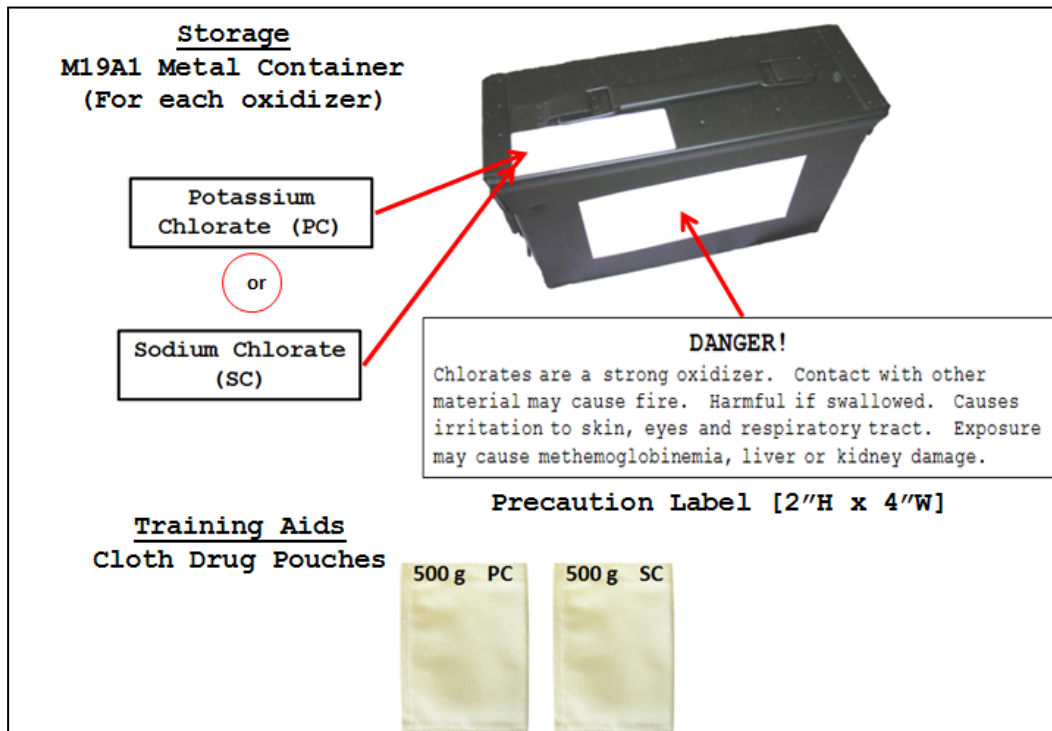 Storage
M19A1 Metal Container
(For each oxidizer)
Potassium
Chlorate (PC)
or
Sodium Chlorate
(SC)
DANGER!
Chlorates are a strong oxidizer. Contact with other
material may cause fire. Harmful if swallowed. Causes
irritation to skin, eyes and respiratory tract. Exposure
may cause methemoglobinemia, liver or kidney damage.
Precaution Label [2”H x 4”W]
Training Aids
Cloth Drug Pouches
500 g PC
500 g SC